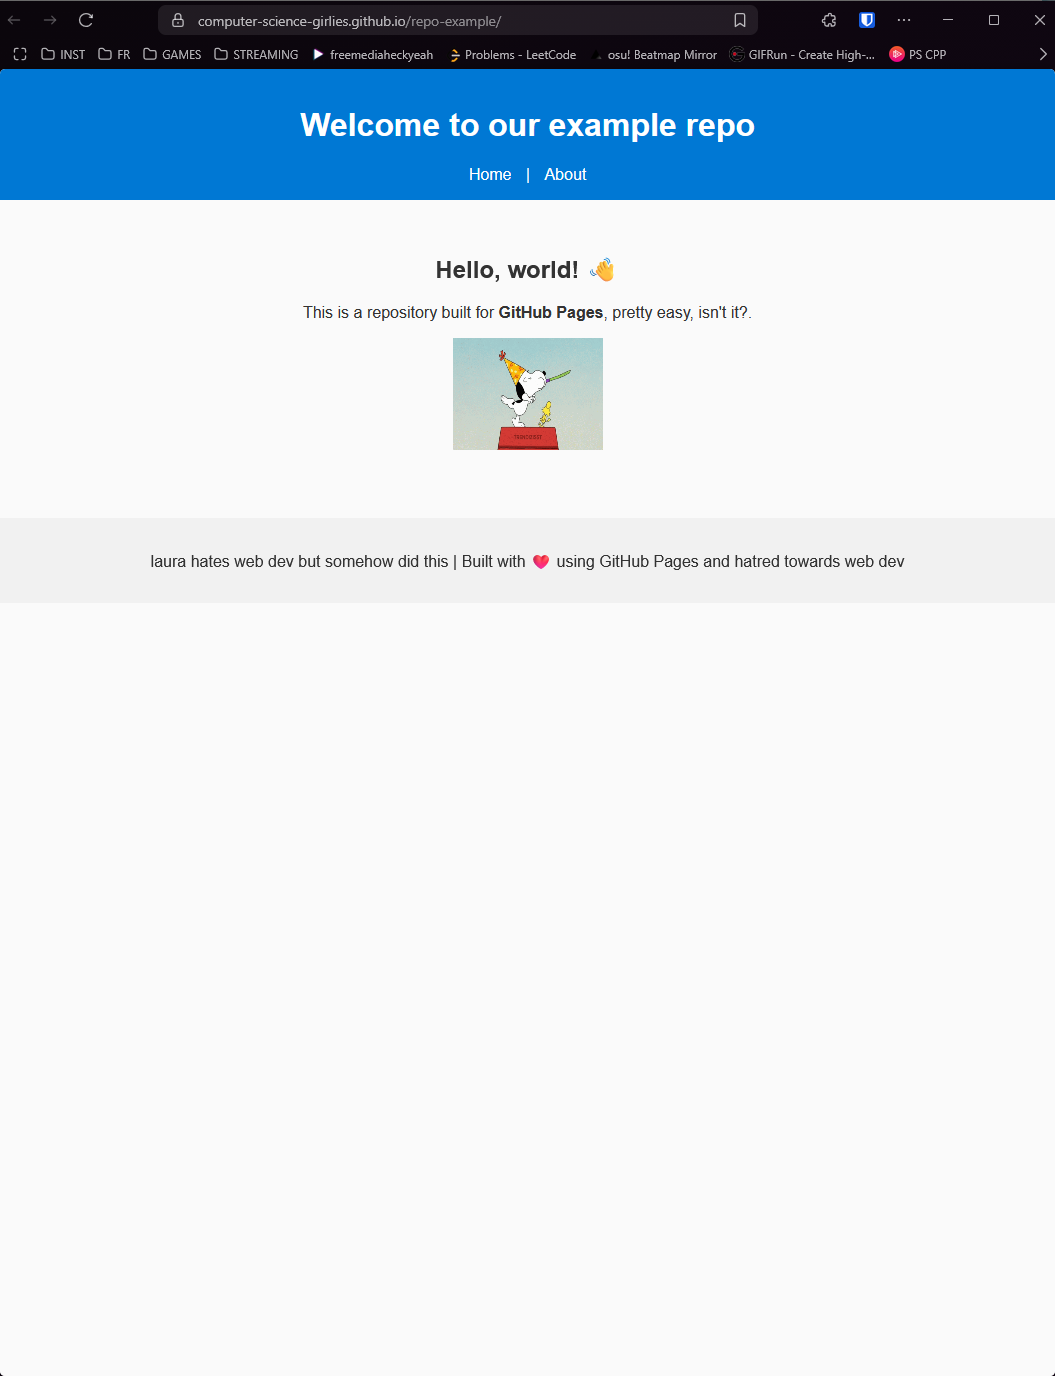 computer-science-girlies.github.io/repo-example/
INST FR GAMES STREAMING freemediaheckyeah Problems - LeetCode osu! Beatmap Mirror GIFRun - Create High-... PS CPP
Welcome to our example repo
Home | About
Hello, world! 👋
This is a repository built for GitHub Pages, pretty easy, isn't it?.
laura hates web dev but somehow did this | Built with ❤️ using GitHub Pages and hatred towards web dev